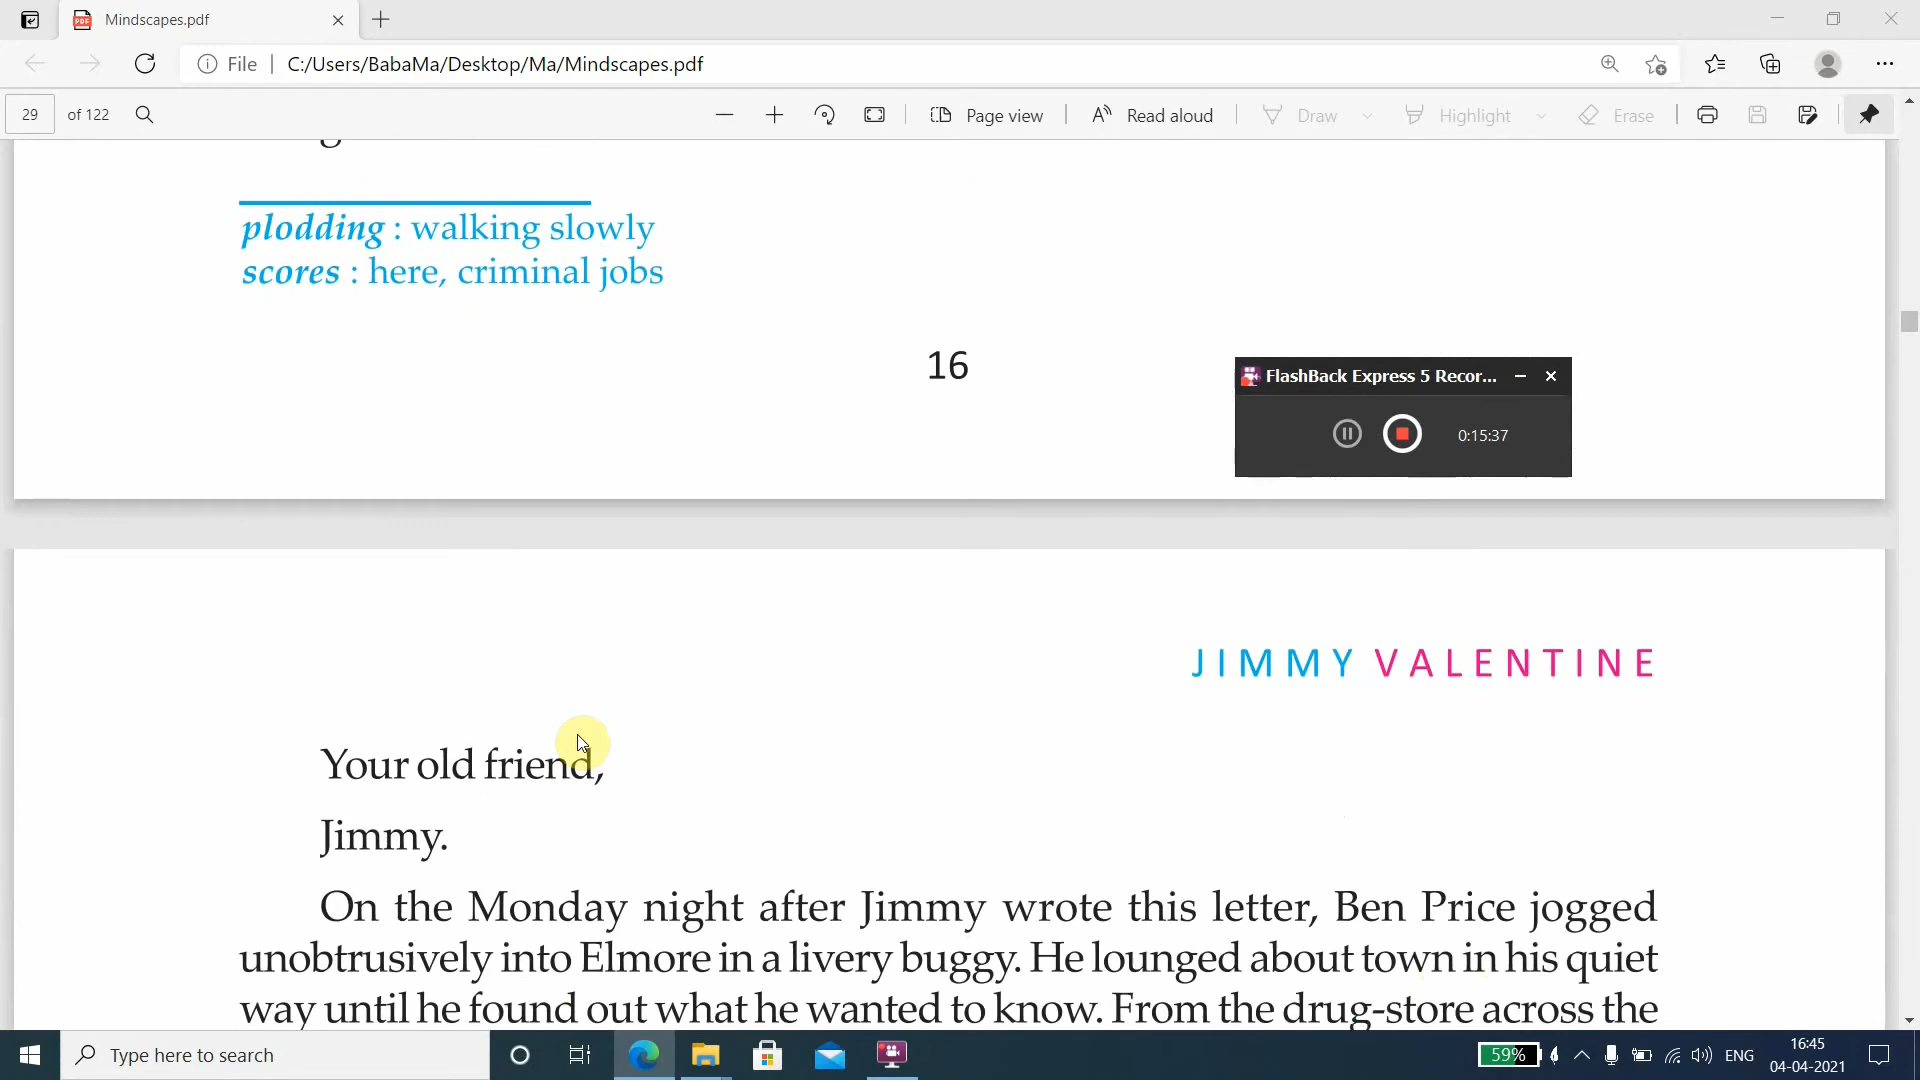 Mindscapes.pdf
File
C:/Users/BabaMa/Desktop/Ma/Mindscapes.pdf
29 of 122
Page view
Read aloud
Draw
Highlight
Erase
plodding : walking slowly
scores : here, criminal jobs
16
FlashBack Express 5 Recor...
0:15:37
JIMMY VALENTINE
Your old friend,
Jimmy.
On the Monday night after Jimmy wrote this letter, Ben Price jogged
unobtrusively into Elmore in a livery buggy. He lounged about town in his quiet
way until he found out what he wanted to know. From the drug-store across the
Type here to search
59%
ENG
16:45
04-04-2021